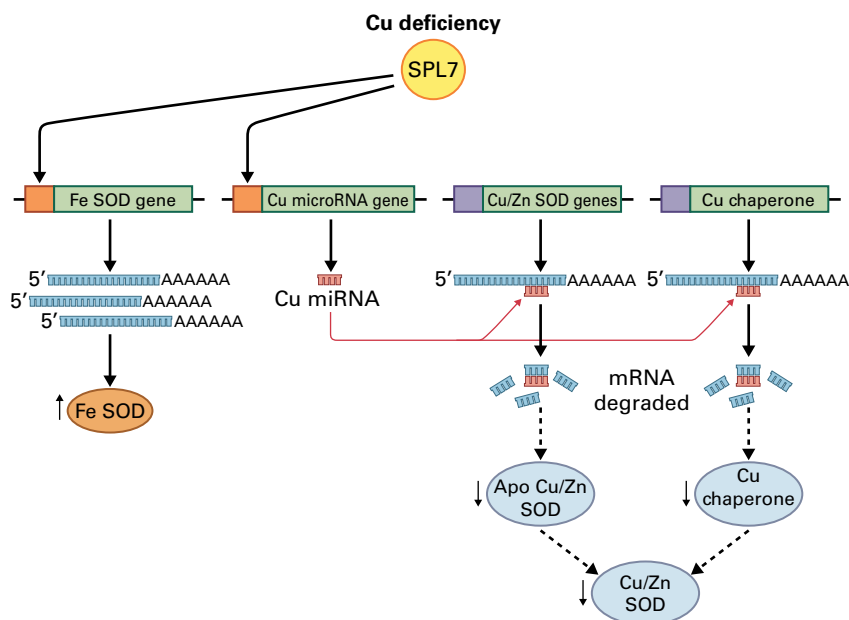 Cu deficiency
SPL7
Fe SOD gene
Cu microRNA gene
Cu/Zn SOD genes
Cu chaperone
5′ AAAAAA
5′ AAAAAA
5′ AAAAAA
Cu miRNA
5′ AAAAAA
5′ AAAAAA
mRNA
degraded
Fe SOD
Apo Cu/Zn
SOD
Cu
chaperone
Cu/Zn
SOD